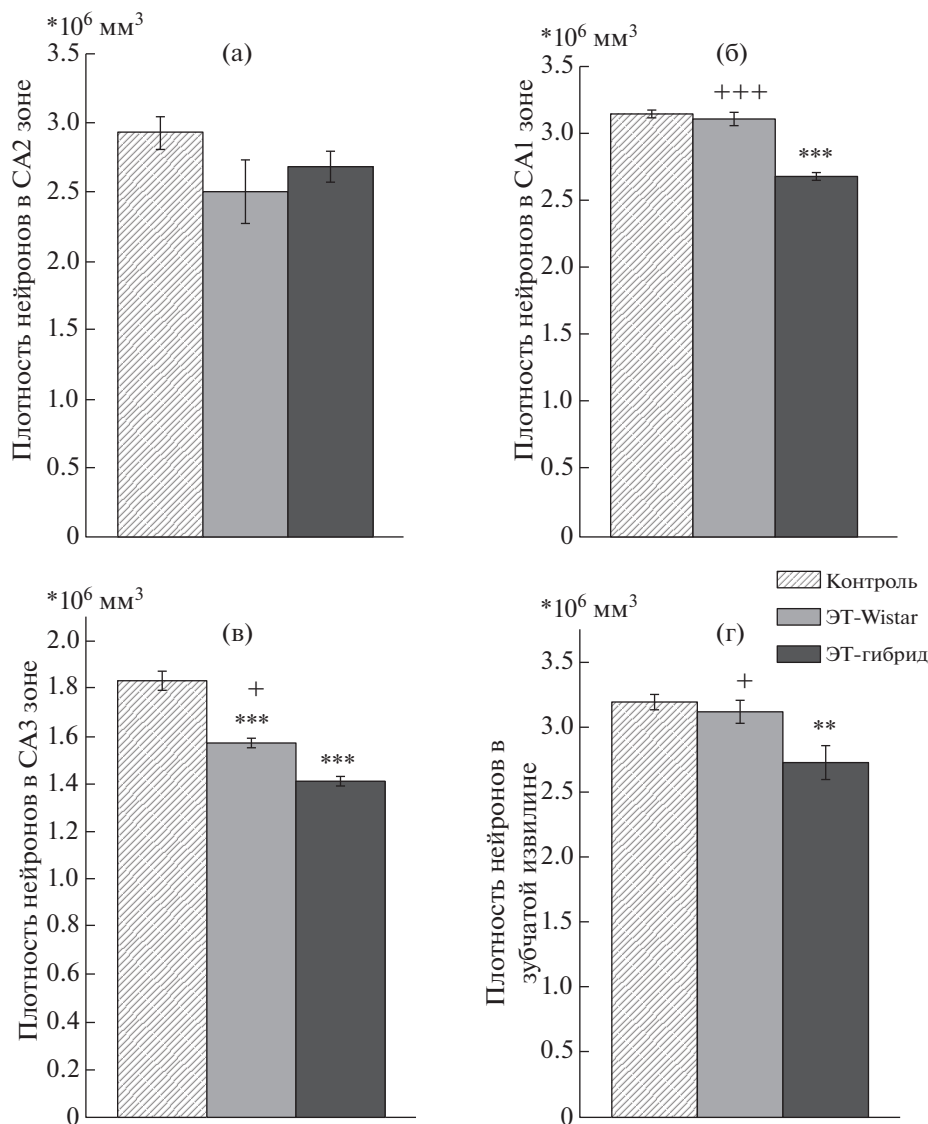 *10⁶ мм³
(а)
Плотность нейронов в СА2 зоне
3.5
3.0
2.5
2.0
1.5
1.0
0.5
0
*10⁶ мм³
(б)
Плотность нейронов в СА1 зоне
3.5
3.0
2.5
2.0
1.5
1.0
0.5
0
+++
***
*10⁶ мм³
(в)
Плотность нейронов в СА3 зоне
2.0
1.8
1.6
1.4
1.2
1.0
0.8
0.6
0.4
0.2
0
+
***
***
Контроль
ЭТ-Wistar
ЭТ-гибрид
*10⁶ мм³
(г)
Плотность нейронов в
зубчатой извилине
3.5
3.0
2.5
2.0
1.5
1.0
0.5
0
+
**